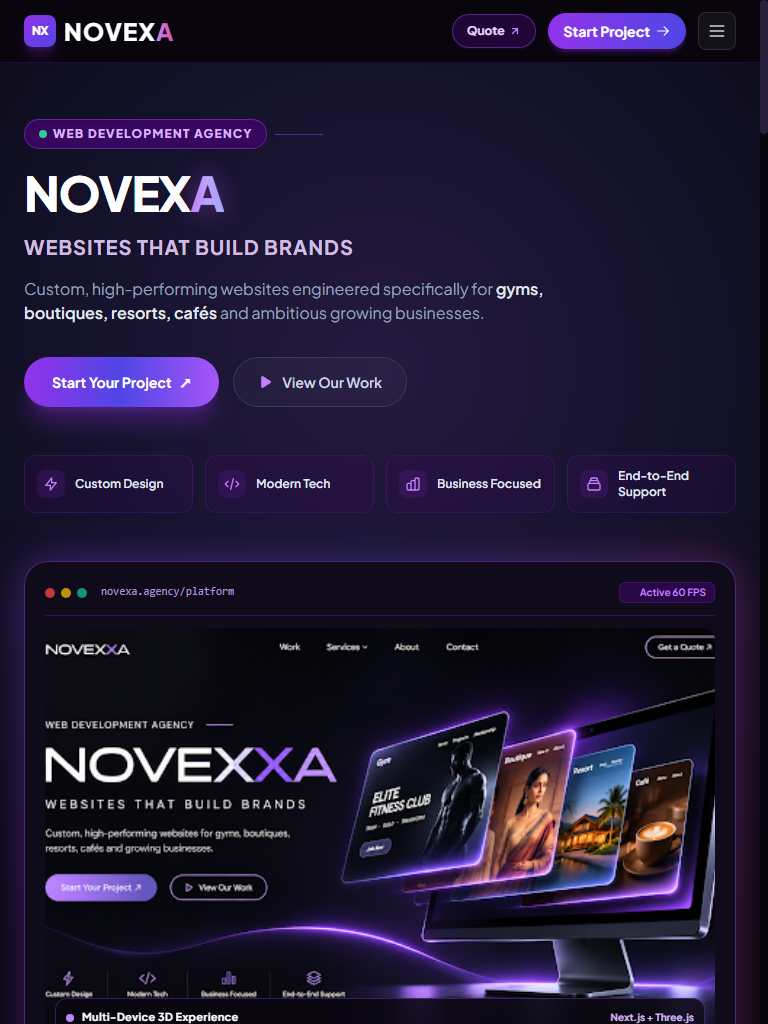 NX NOVEXA
Quote ↗
Start Project →
WEB DEVELOPMENT AGENCY
NOVEXA
WEBSITES THAT BUILD BRANDS
Custom, high-performing websites engineered specifically for gyms,
boutiques, resorts, cafés and ambitious growing businesses.
Start Your Project ↗
View Our Work
Custom Design
Modern Tech
Business Focused
End-to-End
Support
novexa.agency/platform
Active 60 FPS
NOVEXXA
Work
Services
About
Contact
Get a Quote ↗
WEB DEVELOPMENT AGENCY
NOVEXXA
WEBSITES THAT BUILD BRANDS
Custom, high-performing websites for gyms, boutiques,
resorts, cafés and growing businesses.
Start Your Project ↗
View Our Work
Gym
ELITE
FITNESS CLUB
Join Now
Boutique
Resort
Café
Custom Design
Modern Tech
Business Focused
End-to-End Support
Multi-Device 3D Experience
Next.js + Three.js